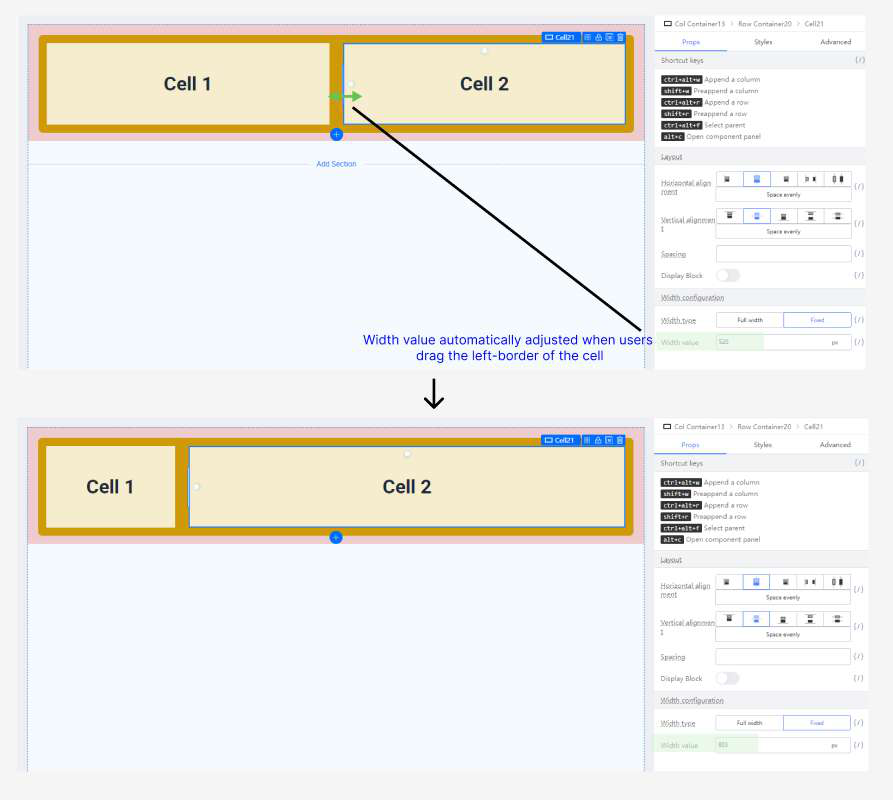 Col Container13 > Row Container20 > Cell21
Props Styles Advanced
Shortcut keys {/}
ctrl+alt+w Append a column
shift+w Preappend a column
ctrl+alt+r Append a row
shift+r Preappend a row
ctrl+alt+f Select parent
alt+c Open component panel
Layout
Horizontal align
ment
{/}
Space evenly
Vertical alignmen
t
{/}
Space evenly
Spacing {/}
Display Block {/}
Width configuration
Width type Full width Fixed {/}
Width value 520 px {/}
Cell21
Cell 1
Cell 2
Add Section
Width value automatically adjusted when users
drag the left-border of the cell
Col Container13 > Row Container20 > Cell21
Props Styles Advanced
Shortcut keys {/}
ctrl+alt+w Append a column
shift+w Preappend a column
ctrl+alt+r Append a row
shift+r Preappend a row
ctrl+alt+f Select parent
alt+c Open component panel
Layout
Horizontal align
ment
{/}
Space evenly
Vertical alignmen
t
{/}
Space evenly
Spacing {/}
Display Block {/}
Width configuration
Width type Full width Fixed {/}
Width value px {/}
Cell21
Cell 1
Cell 2